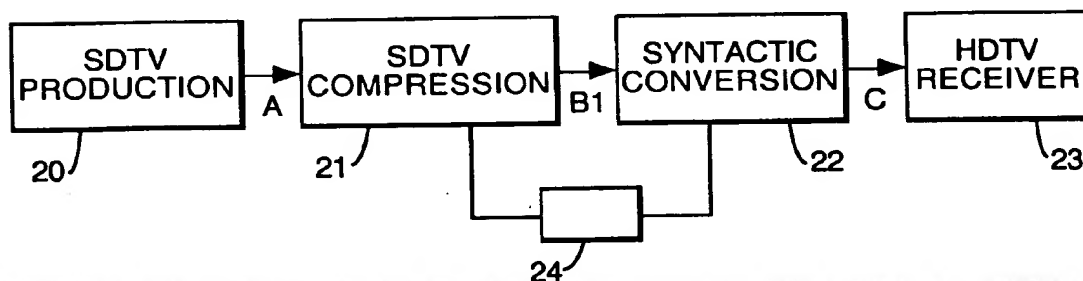 SDTV
PRODUCTION
A
SDTV
COMPRESSION
B1
SYNTACTIC
CONVERSION
C
HDTV
RECEIVER
20
21
22
23
24